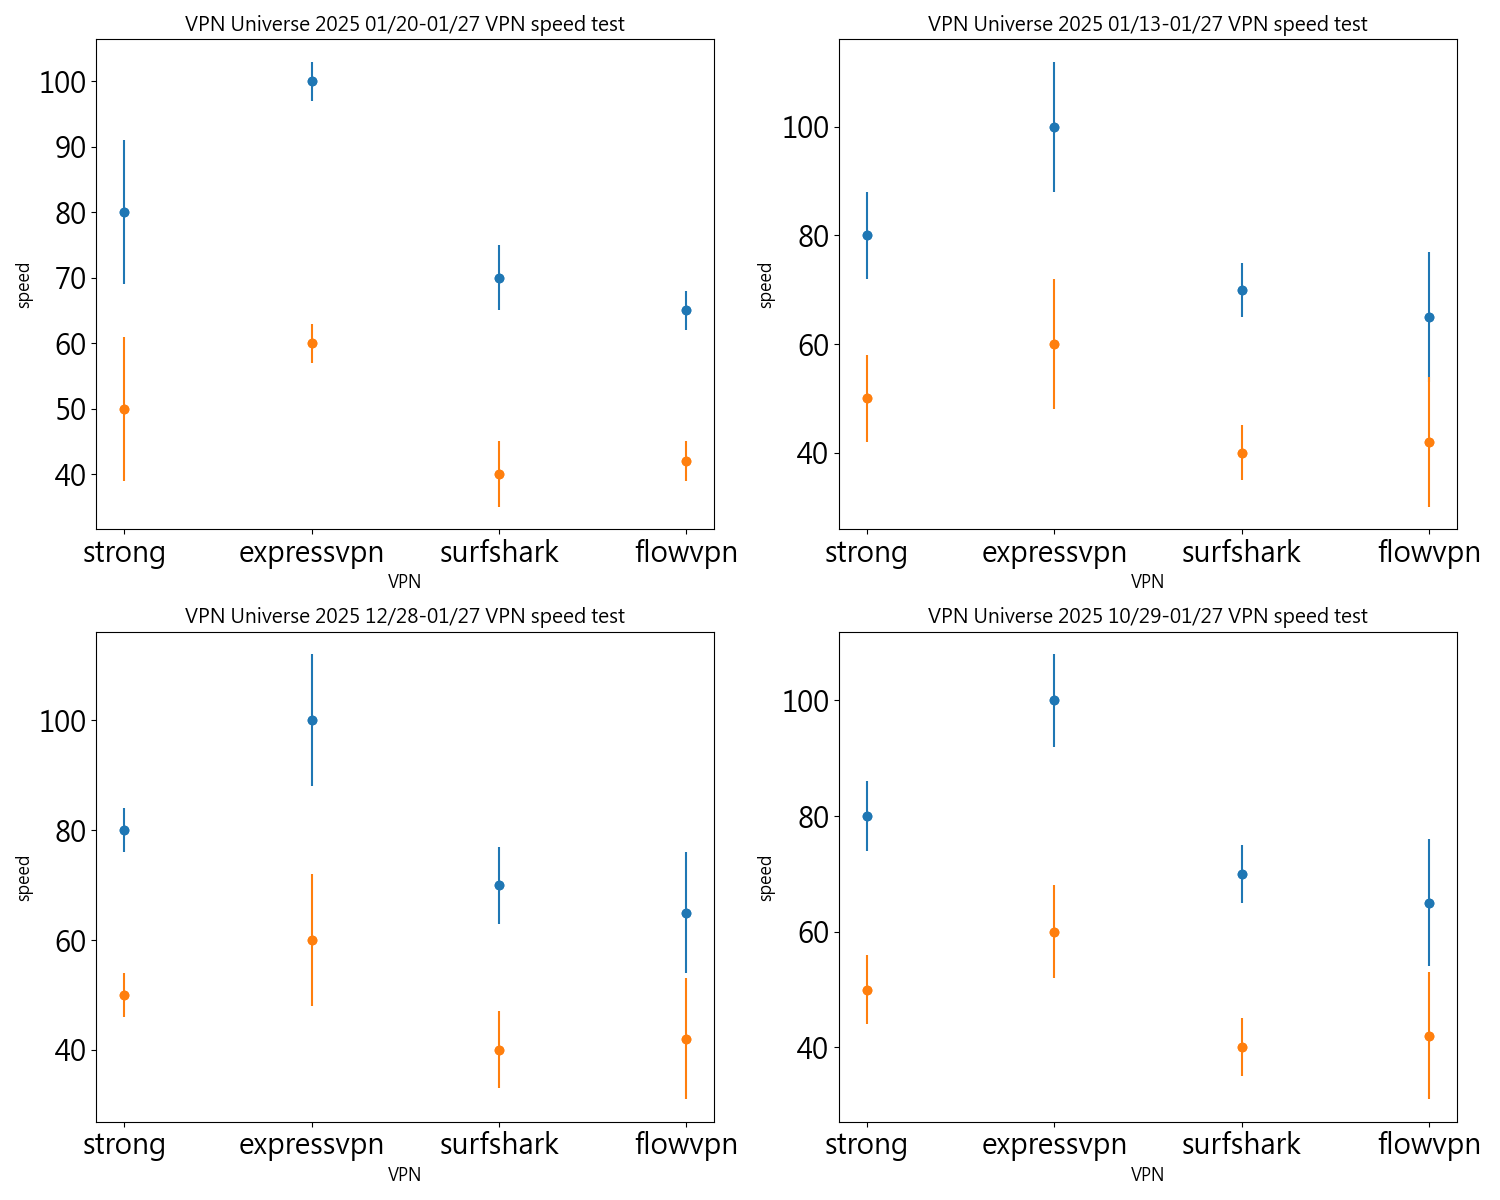 VPN Universe 2025 01/20-01/27 VPN speed test
100
90
80
70
60
50
40
speed
strong expressvpn surfshark flowvpn
VPN
VPN Universe 2025 01/13-01/27 VPN speed test
100
80
60
40
speed
strong expressvpn surfshark flowvpn
VPN
VPN Universe 2025 12/28-01/27 VPN speed test
100
80
60
40
speed
strong expressvpn surfshark flowvpn
VPN
VPN Universe 2025 10/29-01/27 VPN speed test
100
80
60
40
speed
strong expressvpn surfshark flowvpn
VPN